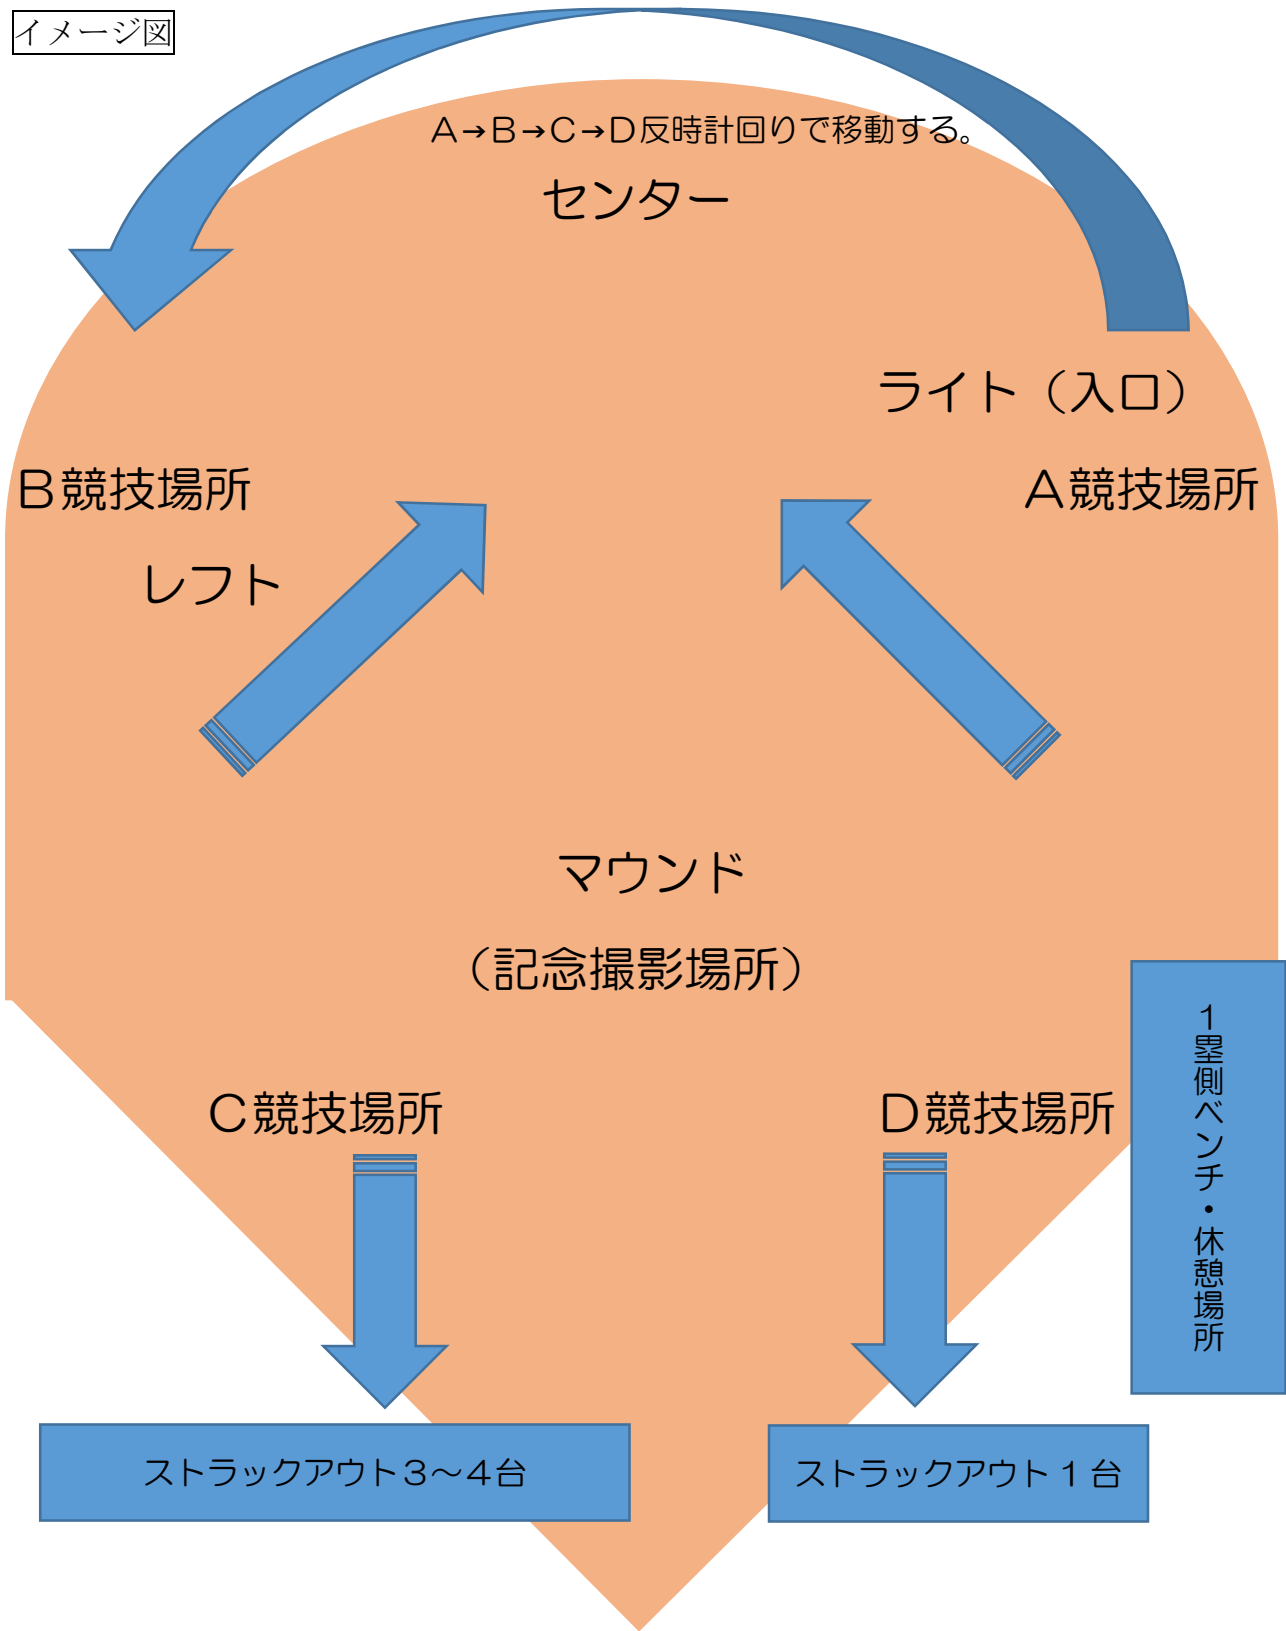 イメージ図
A→B→C→D反時計回りで移動する。
センター
ライト（入口）
B競技場所
A競技場所
レフト
マウンド
（記念撮影場所）
1塁側ベンチ・休憩場所
C競技場所
D競技場所
ストラックアウト３～４台
ストラックアウト１台